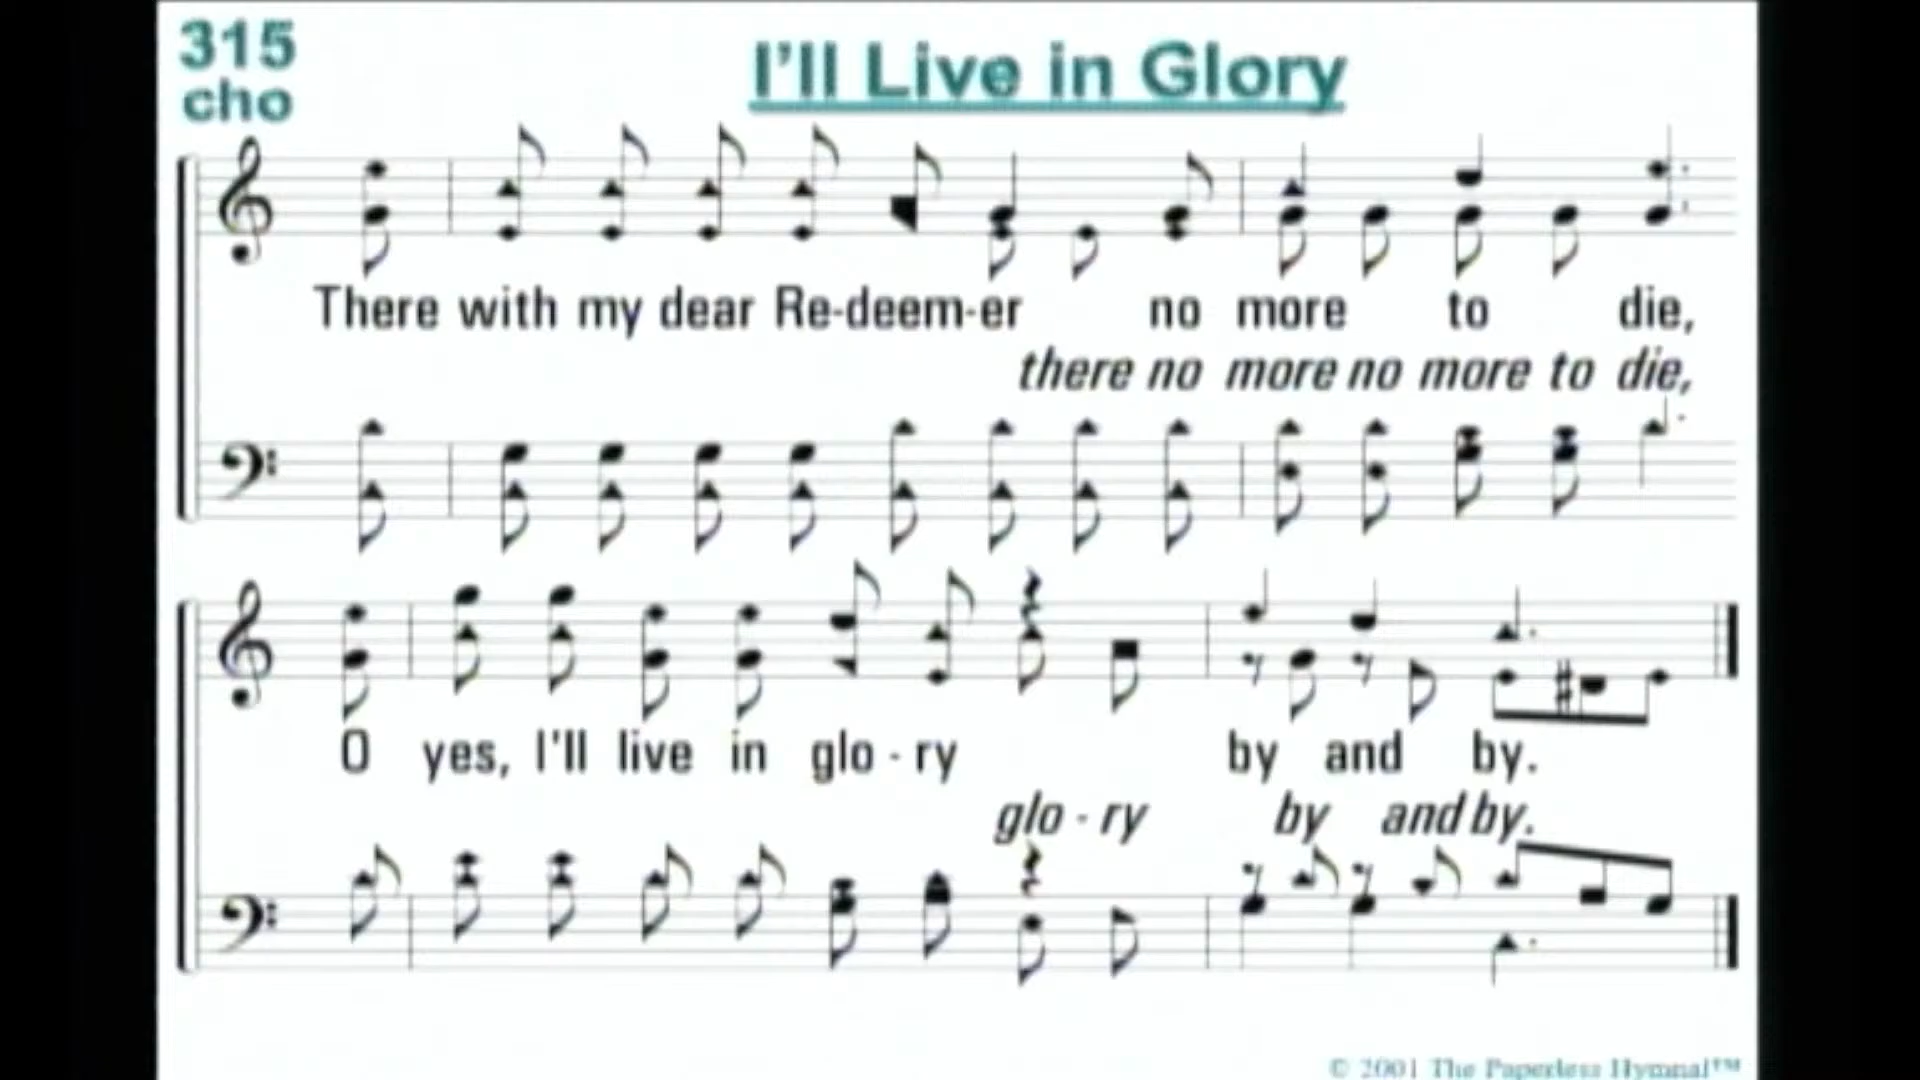 315
cho
I'll Live in Glory
There with my dear Re-deem-er no more to die,
there no more no more to die,
O yes, I'll live in glo - ry by and by.
glo - ry by and by.
© 2001 The Paperless Hymnal™